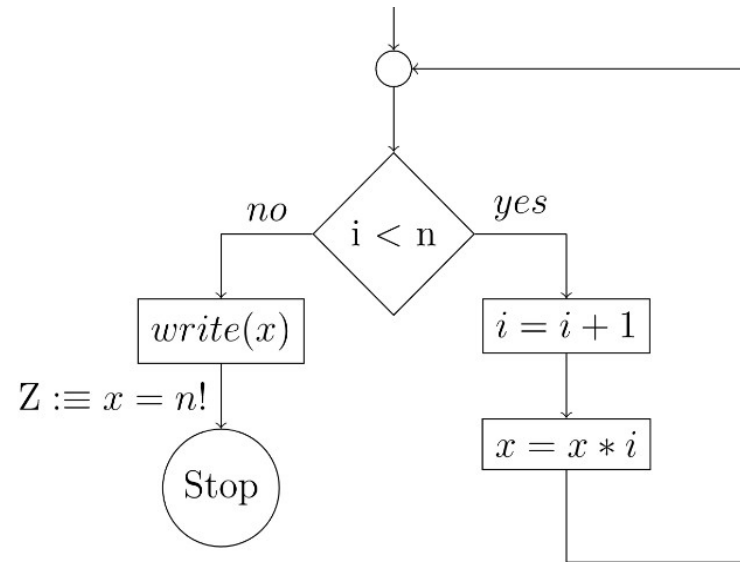 no
yes
i < n
write(x)
i = i + 1
Z :≡ x = n!
x = x ∗ i
Stop